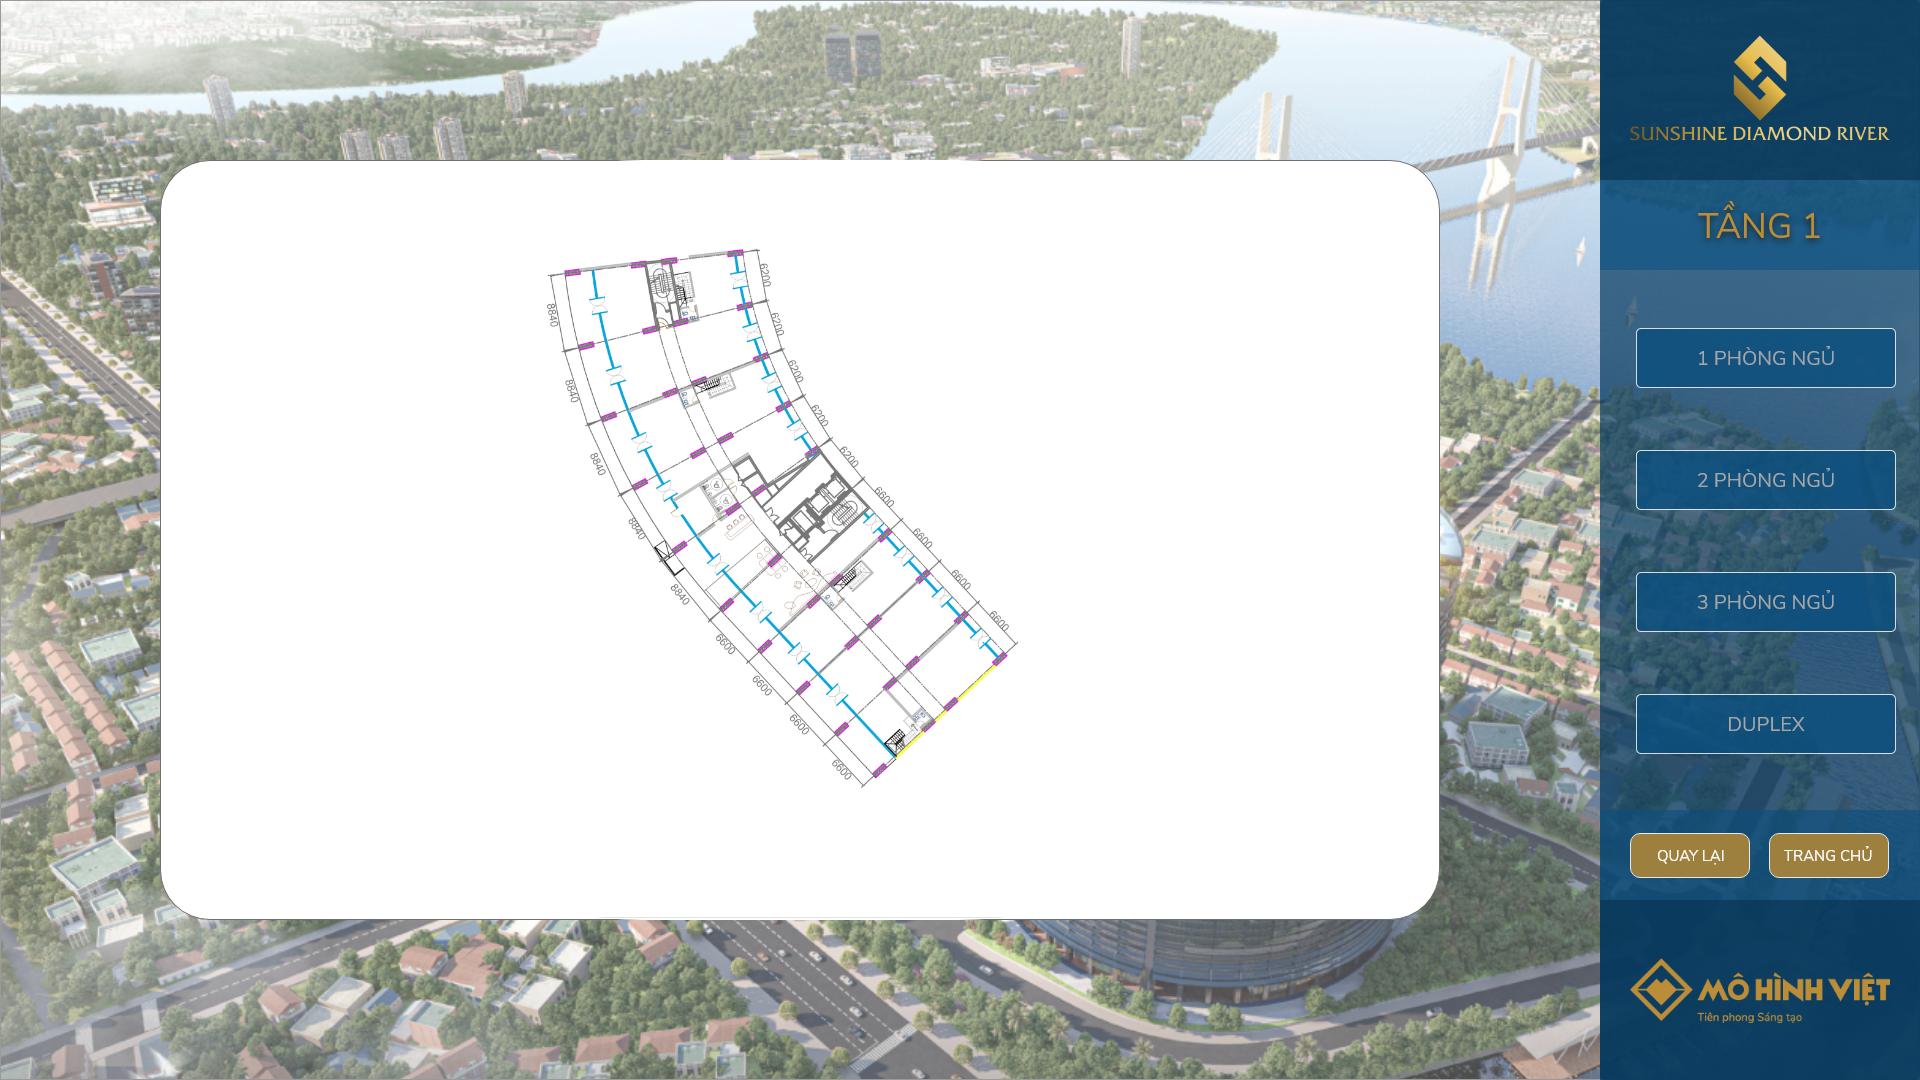 SUNSHINE DIAMOND RIVER
TẦNG 1
1 PHÒNG NGỦ
2 PHÒNG NGỦ
3 PHÒNG NGỦ
DUPLEX
QUAY LẠI
TRANG CHỦ
MÔ HÌNH VIỆT
Tiên phong Sáng tạo
8840
8840
8840
8840
8840
6600
6600
6600
6600
6200
6200
6200
6200
6200
6600
6600
6600
6600